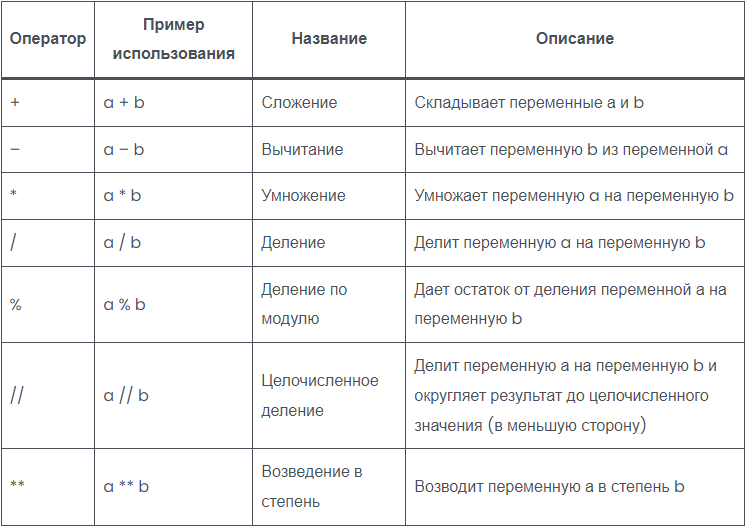 Оператор
Пример
использования
Название
Описание
+
a + b
Сложение
Складывает переменные a и b
–
a – b
Вычитание
Вычитает переменную b из переменной a
*
a * b
Умножение
Умножает переменную a на переменную b
/
a / b
Деление
Делит переменную a на переменную b
%
a % b
Деление по
модулю
Дает остаток от деления переменной a на
переменную b
//
a // b
Целочисленное
деление
Делит переменную a на переменную b и
округляет результат до целочисленного
значения (в меньшую сторону)
**
a ** b
Возведение в
степень
Возводит переменную a в степень b